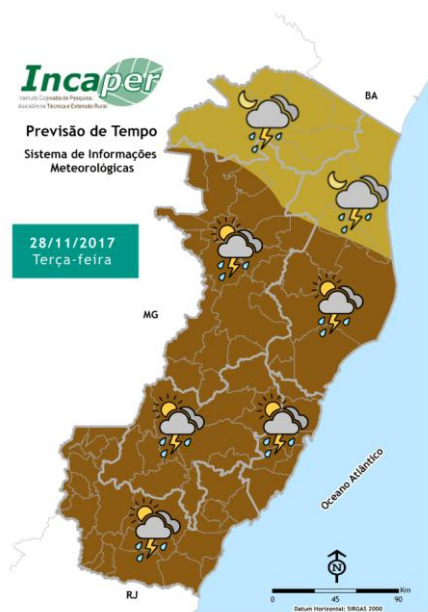 Incaper
Instituto Capixaba de Pesquisa,
Assistência Técnica e Extensão Rural
Previsão de Tempo
Sistema de Informações
Meteorológicas
28/11/2017
Terça-feira
BA
MG
RJ
Oceano Atlântico
N
Km
0 45 90
Datum Horizontal: SIRGAS 2000